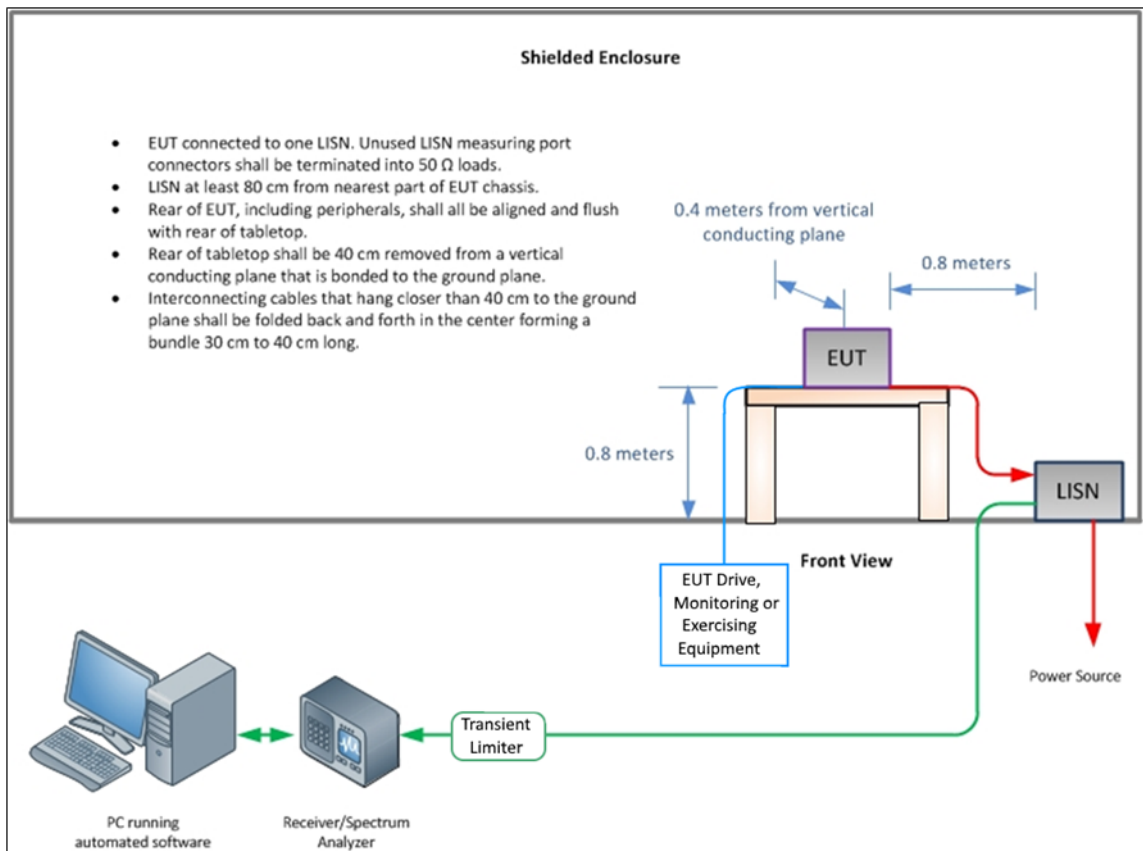 Shielded Enclosure
• EUT connected to one LISN. Unused LISN measuring port
connectors shall be terminated into 50 Ω loads.
• LISN at least 80 cm from nearest part of EUT chassis.
• Rear of EUT, including peripherals, shall all be aligned and flush
with rear of tabletop.
• Rear of tabletop shall be 40 cm removed from a vertical
conducting plane that is bonded to the ground plane.
• Interconnecting cables that hang closer than 40 cm to the ground
plane shall be folded back and forth in the center forming a
bundle 30 cm to 40 cm long.
0.4 meters from vertical
conducting plane
0.8 meters
EUT
0.8 meters
LISN
Front View
EUT Drive,
Monitoring or
Exercising
Equipment
Power Source
Transient
Limiter
PC running
automated software
Receiver/Spectrum
Analyzer